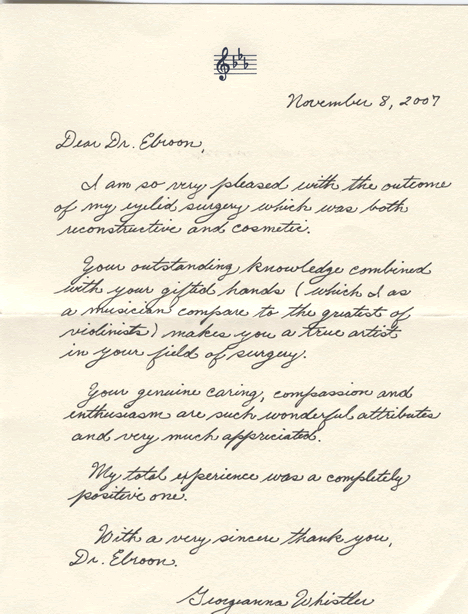 November 8, 2007
Dear Dr. Ebroon,
I am so very pleased with the outcome
of my eyelid surgery which was both
reconstructive and cosmetic.
Your outstanding knowledge combined
with your gifted hands (which I as
a musician compare to the greatist of
violinists) makes you a true artist
in your field of surgery.
Your genuine caring, compassion and
enthusiasm are such wonderful attributes
and very much appriciated.
My total experience was a completely
positive one.
With a very sincere thank you,
Dr. Ebroon.
Georgeanna Whistler